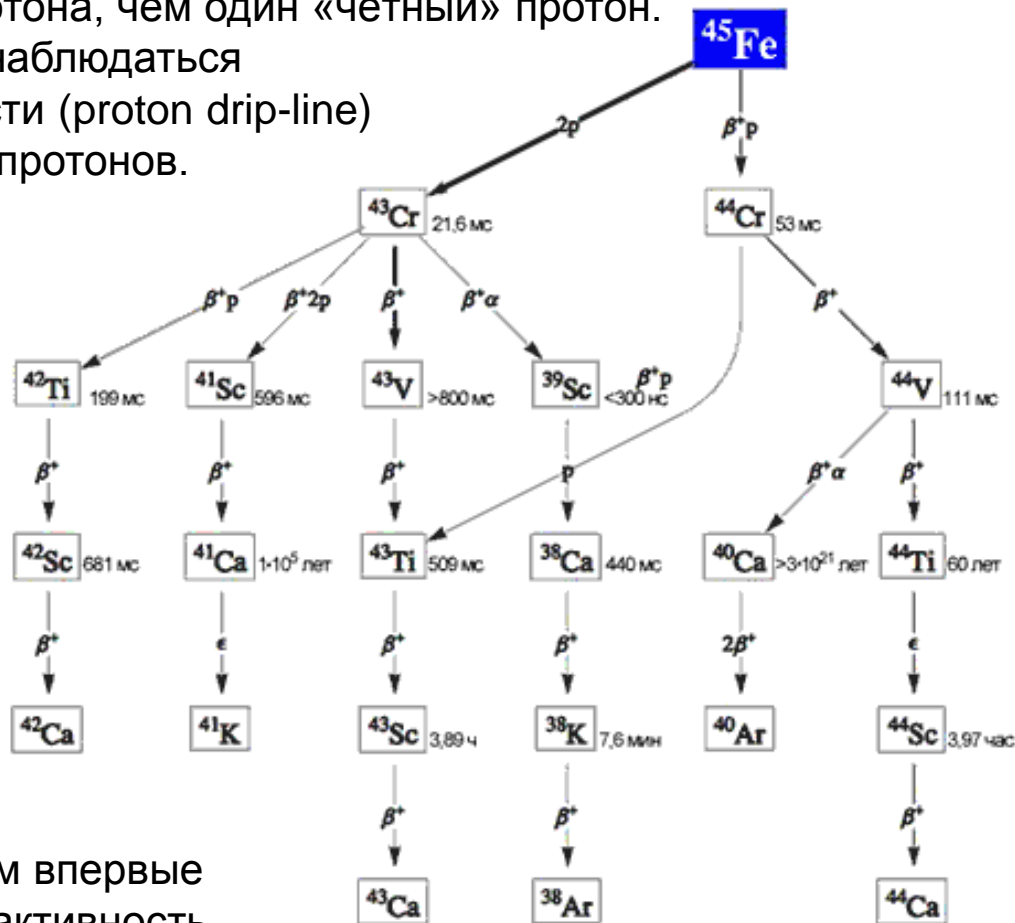 отона, чем один «четный» протон.
наблюдаться
сти (proton drip-line)
протонов.
⁴⁵Fe
2p β⁺p
⁴³Cr 21,6 мс ⁴⁴Cr 53 мс
β⁺p β⁺2p β⁺ β⁺α β⁺
⁴²Ti 199 мс ⁴¹Sc 596 мс ⁴³V >800 мс ³⁹Sc <300 нс β⁺p ⁴⁴V 111 мс
β⁺ β⁺ β⁺ p β⁺α β⁺
⁴²Sc 681 мс ⁴¹Ca 1·10⁵ лет ⁴³Ti 509 мс ³⁸Ca 440 мс ⁴⁰Ca >3·10²¹ лет ⁴⁴Ti 60 лет
β⁺ ϵ β⁺ β⁺ 2β⁺ ϵ
⁴²Ca ⁴¹K ⁴³Sc 3,89 ч ³⁸K 7,6 мин ⁴⁰Ar ⁴⁴Sc 3,97 час
β⁺ β⁺ β⁺
⁴³Ca ³⁸Ar ⁴⁴Ca
м впервые
активность